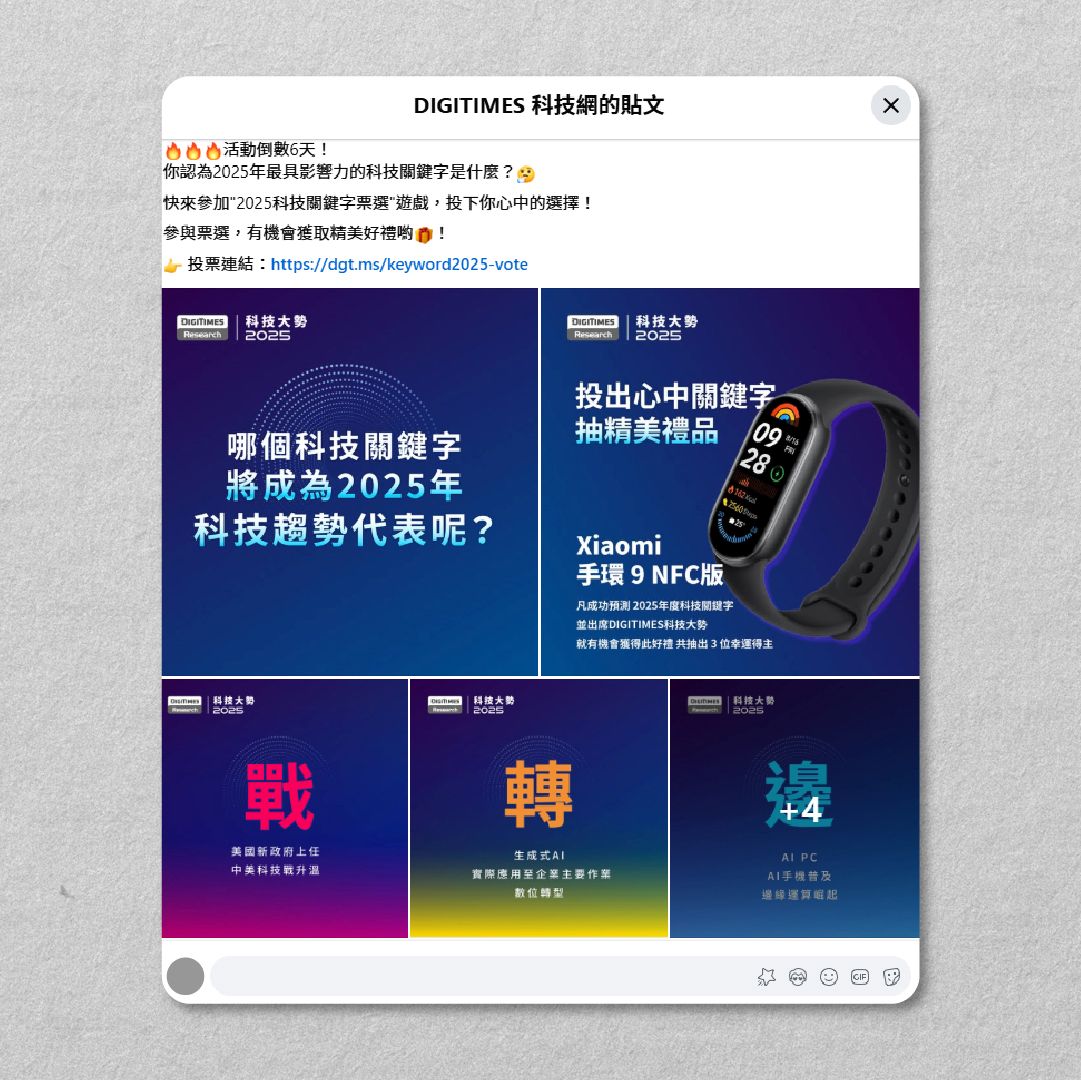 DIGITIMES 科技網的貼文
🔥🔥🔥活動倒數6天！
你認為2025年最具影響力的科技關鍵字是什麼？🤔
快來參加"2025科技關鍵字票選"遊戲，投下你心中的選擇！
參與票選，有機會獲取精美好禮喲🎁！
👉 投票連結：https://dgt.ms/keyword2025-vote
DIGITIMES Research 科技大勢 2025
哪個科技關鍵字
將成為2025年
科技趨勢代表呢？
DIGITIMES Research 科技大勢 2025
投出心中關鍵字
抽精美禮品
09
28
8/18
FRI
Xiaomi
手環 9 NFC版
凡成功預測 2025年度科技關鍵字
並出席DIGITIMES科技大勢
就有機會獲得此好禮 共抽出 3 位幸運得主
DIGITIMES Research 科技大勢 2025
戰
美國新政府上任
中美科技戰升溫
DIGITIMES Research 科技大勢 2025
轉
生成式AI
實際應用至企業主要作業
數位轉型
DIGITIMES Research 科技大勢 2025
邊
+4
AI PC
AI手機普及
邊緣運算崛起
GIF